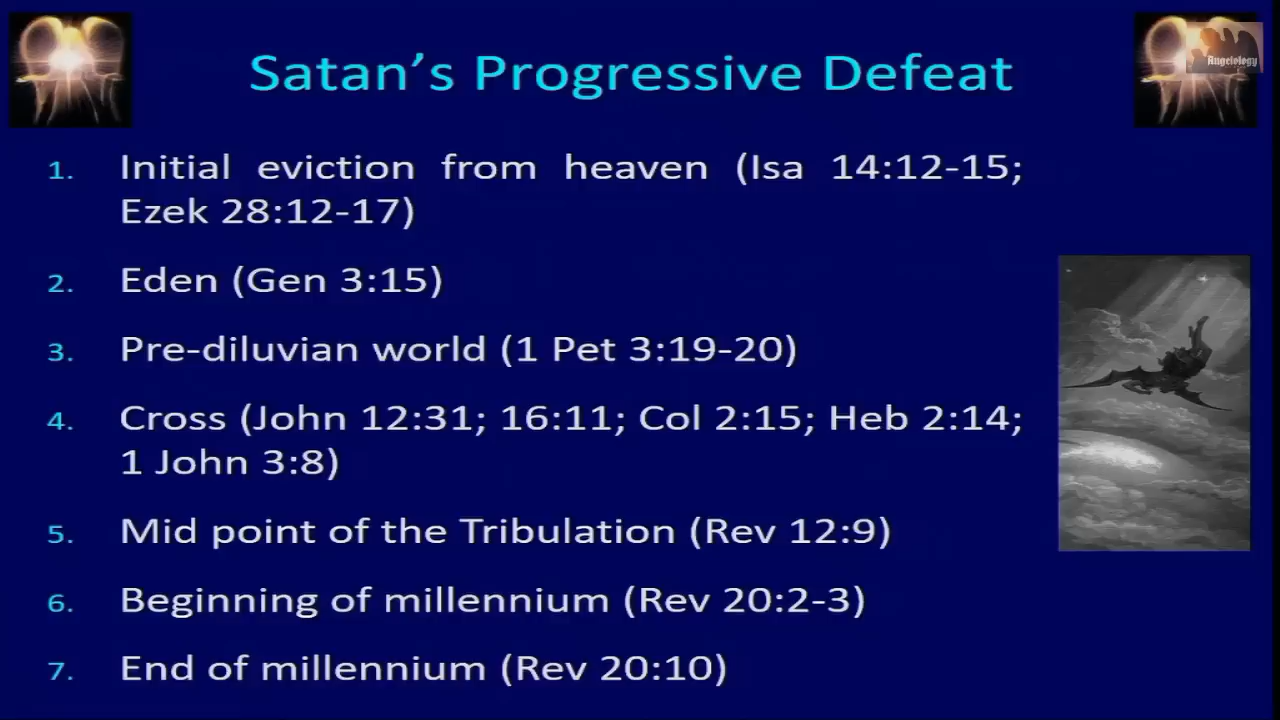 Satan's Progressive Defeat
Angelology
1. Initial eviction from heaven (Isa 14:12-15;
Ezek 28:12-17)
2. Eden (Gen 3:15)
3. Pre-diluvian world (1 Pet 3:19-20)
4. Cross (John 12:31; 16:11; Col 2:15; Heb 2:14;
1 John 3:8)
5. Mid point of the Tribulation (Rev 12:9)
6. Beginning of millennium (Rev 20:2-3)
7. End of millennium (Rev 20:10)